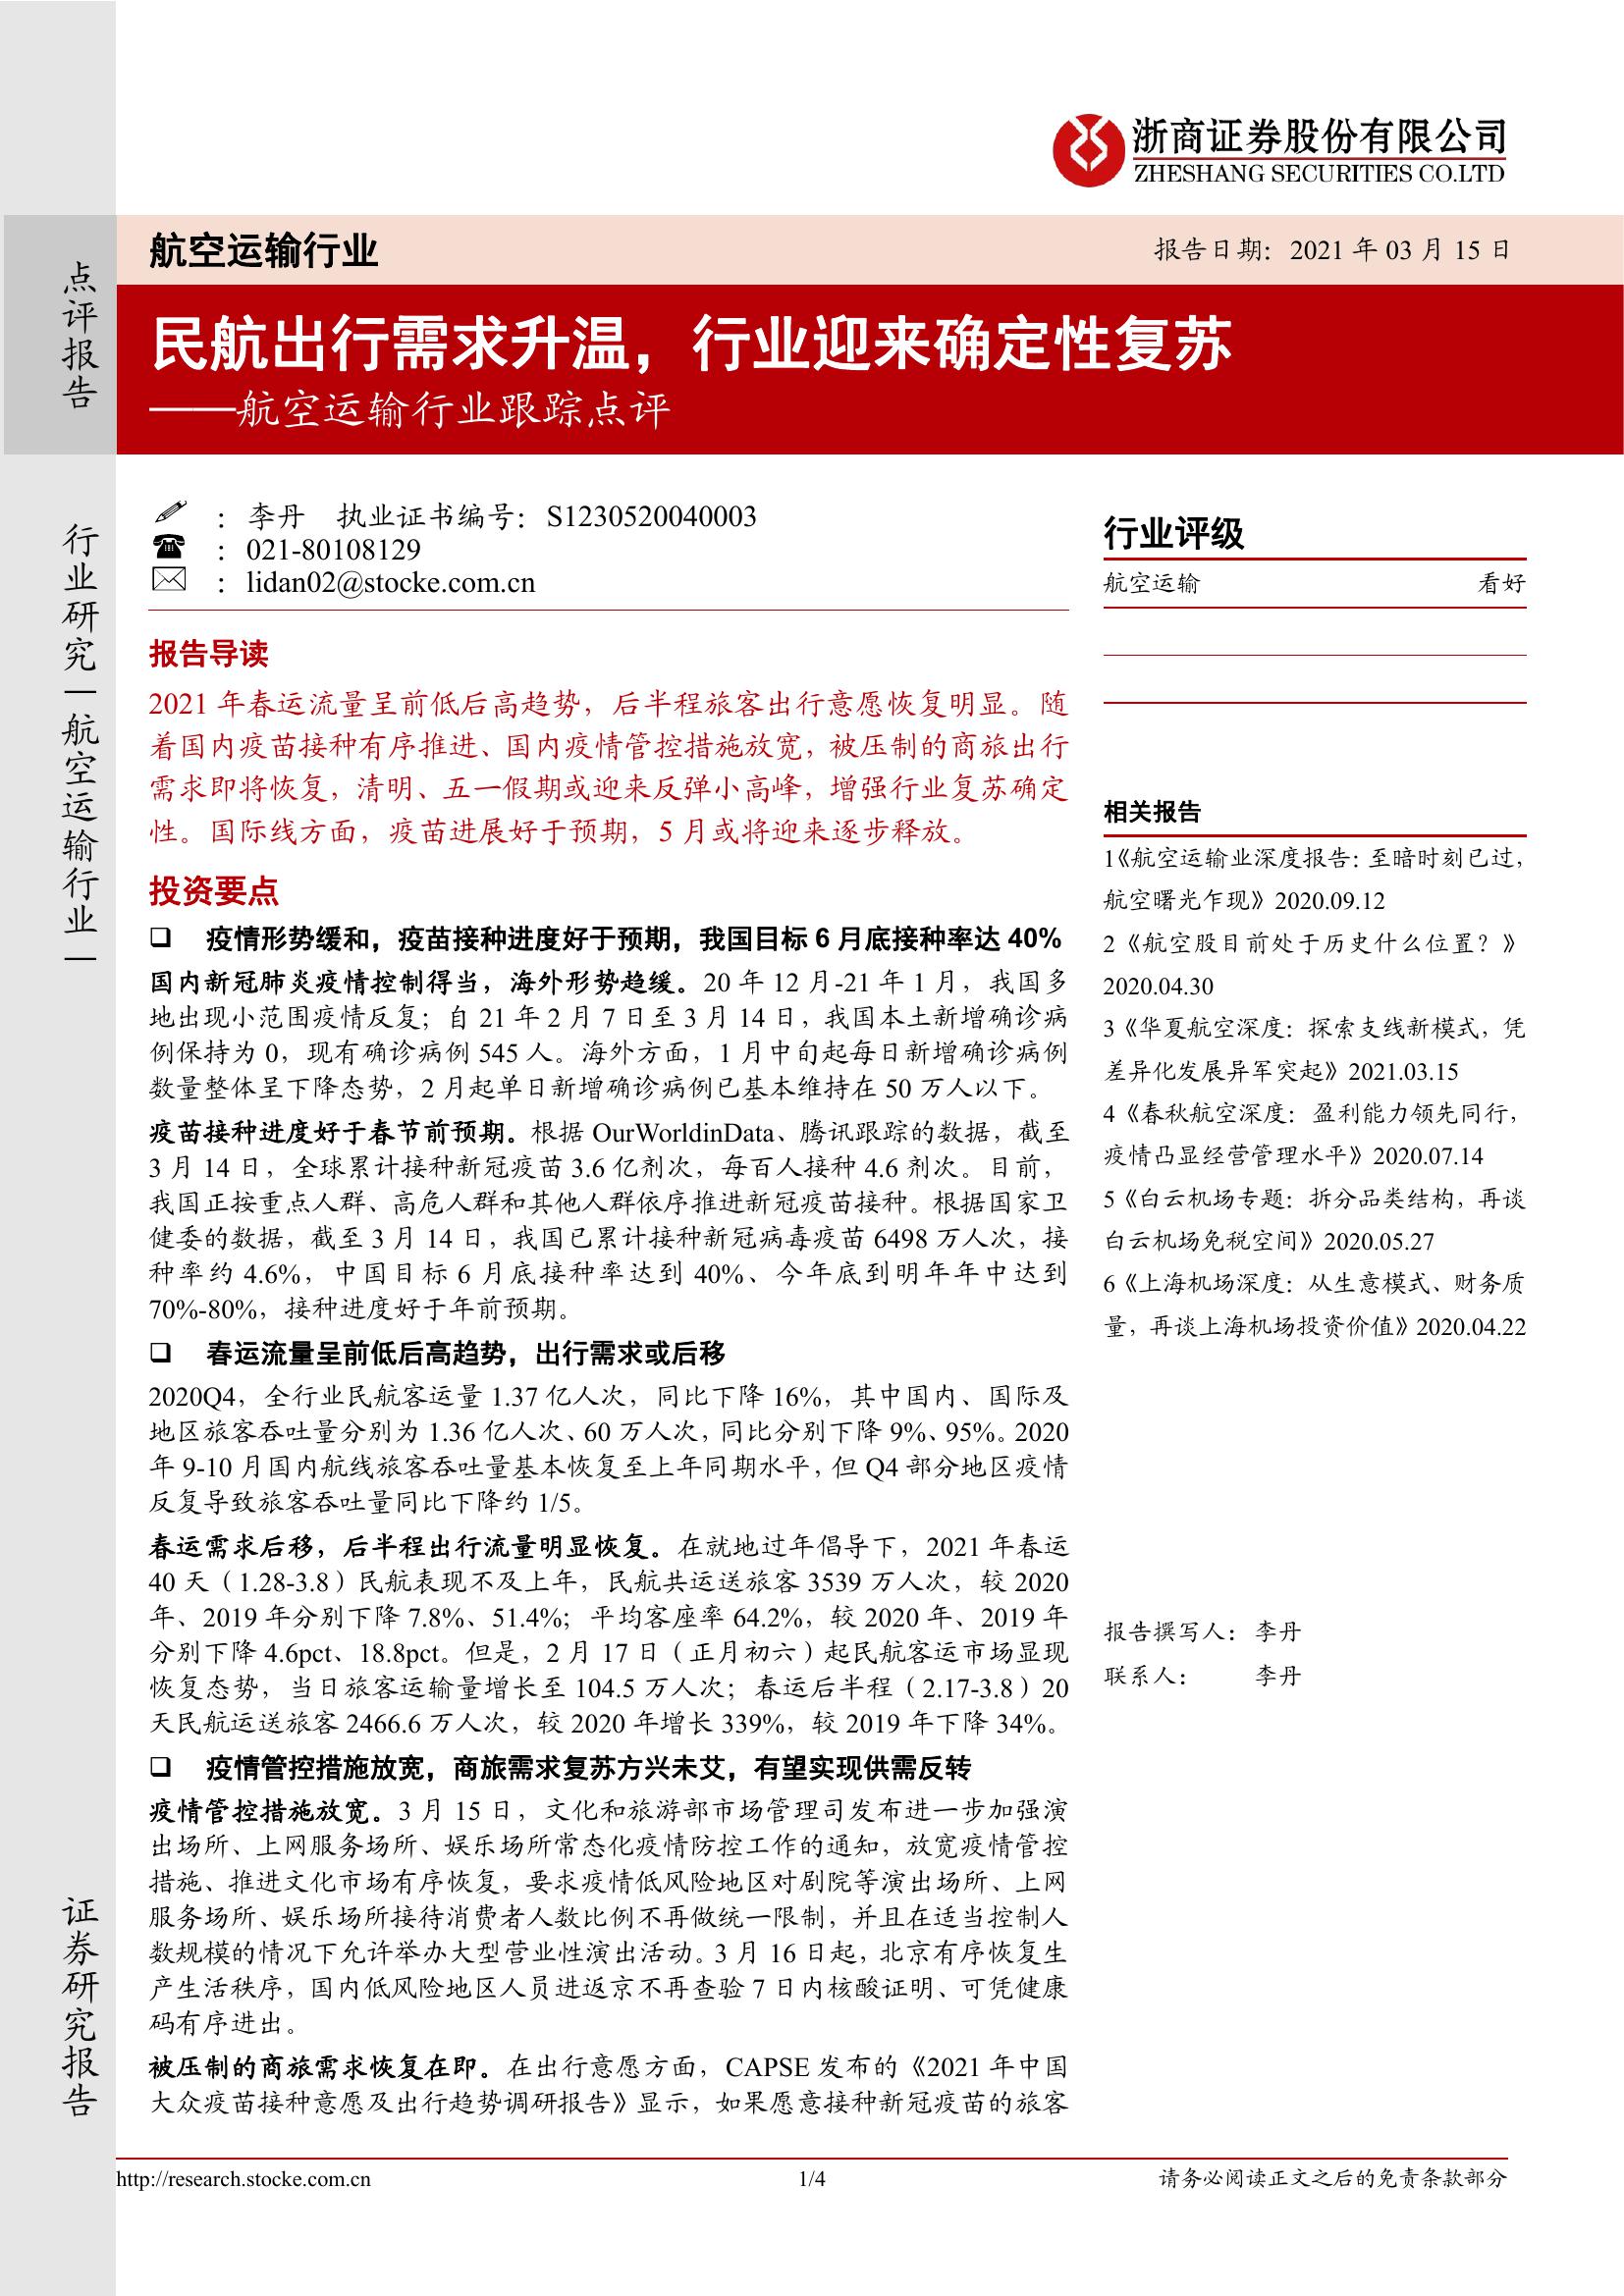 浙商证券股份有限公司
ZHESHANG SECURITIES CO.LTD
点评报告
行业研究｜航空运输行业｜
证券研究报告
航空运输行业
报告日期：2021 年 03 月 15 日
民航出行需求升温，行业迎来确定性复苏
——航空运输行业跟踪点评
：李丹 执业证书编号：S1230520040003
：021-80108129
：lidan02@stocke.com.cn
报告导读
2021 年春运流量呈前低后高趋势，后半程旅客出行意愿恢复明显。随
着国内疫苗接种有序推进、国内疫情管控措施放宽，被压制的商旅出行
需求即将恢复，清明、五一假期或迎来反弹小高峰，增强行业复苏确定
性。国际线方面，疫苗进展好于预期，5 月或将迎来逐步释放。
投资要点
❑ 疫情形势缓和，疫苗接种进度好于预期，我国目标 6 月底接种率达 40%
国内新冠肺炎疫情控制得当，海外形势趋缓。20 年 12 月-21 年 1 月，我国多
地出现小范围疫情反复；自 21 年 2 月 7 日至 3 月 14 日，我国本土新增确诊病
例保持为 0，现有确诊病例 545 人。海外方面，1 月中旬起每日新增确诊病例
数量整体呈下降态势，2 月起单日新增确诊病例已基本维持在 50 万人以下。
疫苗接种进度好于春节前预期。根据 OurWorldinData、腾讯跟踪的数据，截至
3 月 14 日，全球累计接种新冠疫苗 3.6 亿剂次，每百人接种 4.6 剂次。目前，
我国正按重点人群、高危人群和其他人群依序推进新冠疫苗接种。根据国家卫
健委的数据，截至 3 月 14 日，我国已累计接种新冠病毒疫苗 6498 万人次，接
种率约 4.6%，中国目标 6 月底接种率达到 40%、今年底到明年年中达到
70%-80%，接种进度好于年前预期。
❑ 春运流量呈前低后高趋势，出行需求或后移
2020Q4，全行业民航客运量 1.37 亿人次，同比下降 16%，其中国内、国际及
地区旅客吞吐量分别为 1.36 亿人次、60 万人次，同比分别下降 9%、95%。2020
年 9-10 月国内航线旅客吞吐量基本恢复至上年同期水平，但 Q4 部分地区疫情
反复导致旅客吞吐量同比下降约 1/5。
春运需求后移，后半程出行流量明显恢复。在就地过年倡导下，2021 年春运
40 天（1.28-3.8）民航表现不及上年，民航共运送旅客 3539 万人次，较 2020
年、2019 年分别下降 7.8%、51.4%；平均客座率 64.2%，较 2020 年、2019 年
分别下降 4.6pct、18.8pct。但是，2 月 17 日（正月初六）起民航客运市场显现
恢复态势，当日旅客运输量增长至 104.5 万人次；春运后半程（2.17-3.8）20
天民航运送旅客 2466.6 万人次，较 2020 年增长 339%，较 2019 年下降 34%。
❑ 疫情管控措施放宽，商旅需求复苏方兴未艾，有望实现供需反转
疫情管控措施放宽。3 月 15 日，文化和旅游部市场管理司发布进一步加强演
出场所、上网服务场所、娱乐场所常态化疫情防控工作的通知，放宽疫情管控
措施、推进文化市场有序恢复，要求疫情低风险地区对剧院等演出场所、上网
服务场所、娱乐场所接待消费者人数比例不再做统一限制，并且在适当控制人
数规模的情况下允许举办大型营业性演出活动。3 月 16 日起，北京有序恢复生
产生活秩序，国内低风险地区人员进返京不再查验 7 日内核酸证明、可凭健康
码有序进出。
被压制的商旅需求恢复在即。在出行意愿方面，CAPSE 发布的《2021 年中国
大众疫苗接种意愿及出行趋势调研报告》显示，如果愿意接种新冠疫苗的旅客
行业评级
航空运输 看好
相关报告
1《航空运输业深度报告：至暗时刻已过，
航空曙光乍现》2020.09.12
2《航空股目前处于历史什么位置？》
2020.04.30
3《华夏航空深度：探索支线新模式，凭
差异化发展异军突起》2021.03.15
4《春秋航空深度：盈利能力领先同行，
疫情凸显经营管理水平》2020.07.14
5《白云机场专题：拆分品类结构，再谈
白云机场免税空间》2020.05.27
6《上海机场深度：从生意模式、财务质
量，再谈上海机场投资价值》2020.04.22
报告撰写人：李丹
联系人： 李丹
http://research.stocke.com.cn 1/4 请务必阅读正文之后的免责条款部分